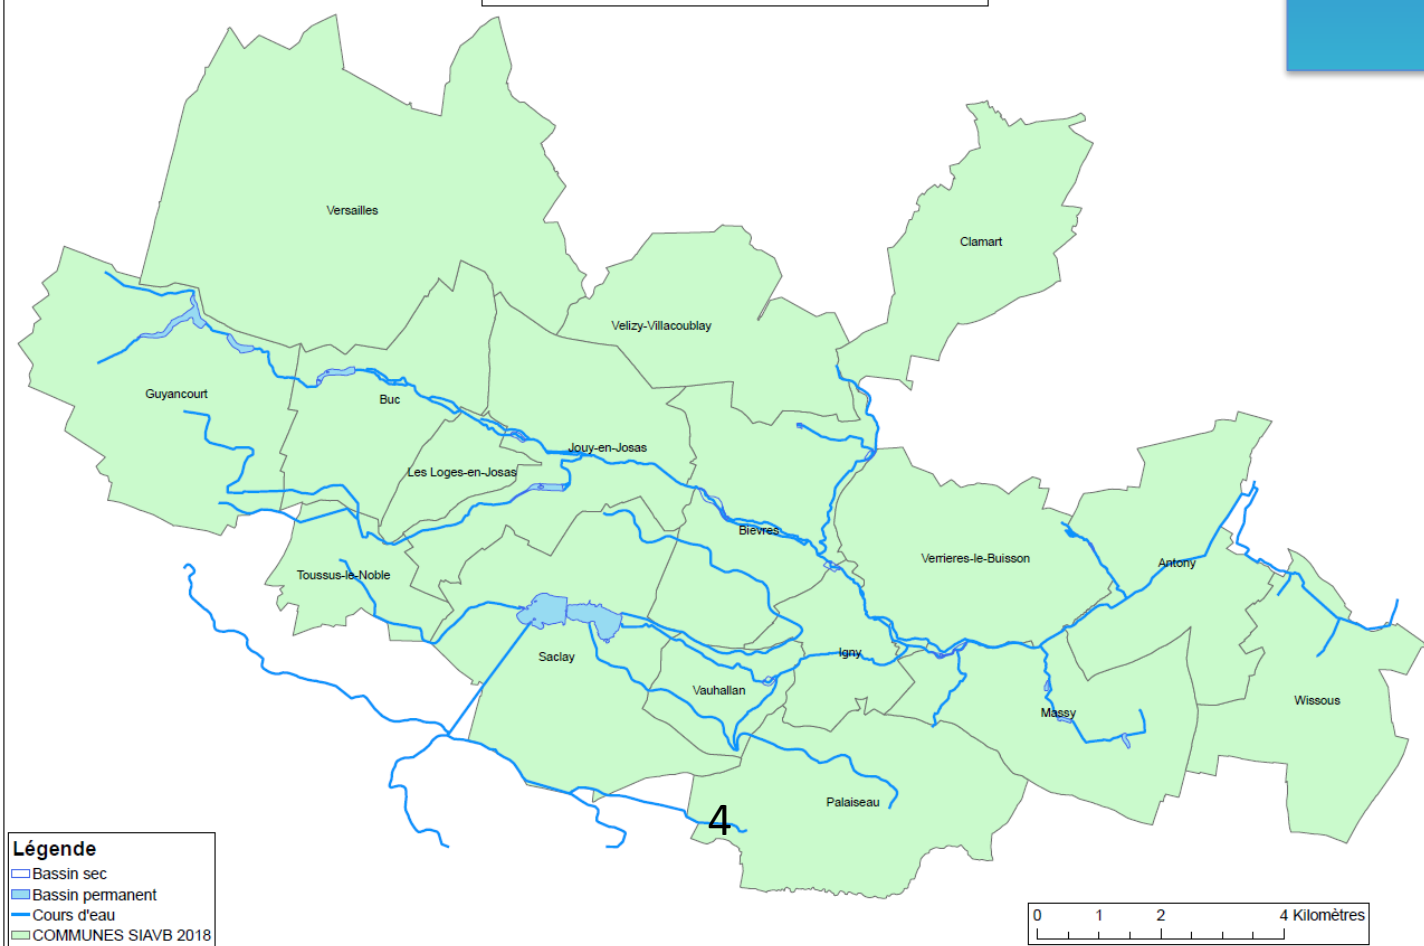 Versailles
Clamart
Velizy-Villacoublay
Guyancourt
Buc
Jouy-en-Josas
Les Loges-en-Josas
Bievres
Verrieres-le-Buisson
Antony
Toussus-le-Noble
Saclay
Igny
Vauhallan
Massy
Wissous
Palaiseau
4
Légende
Bassin sec
Bassin permanent
Cours d'eau
COMMUNES SIAVB 2018
0 1 2 4 Kilomètres